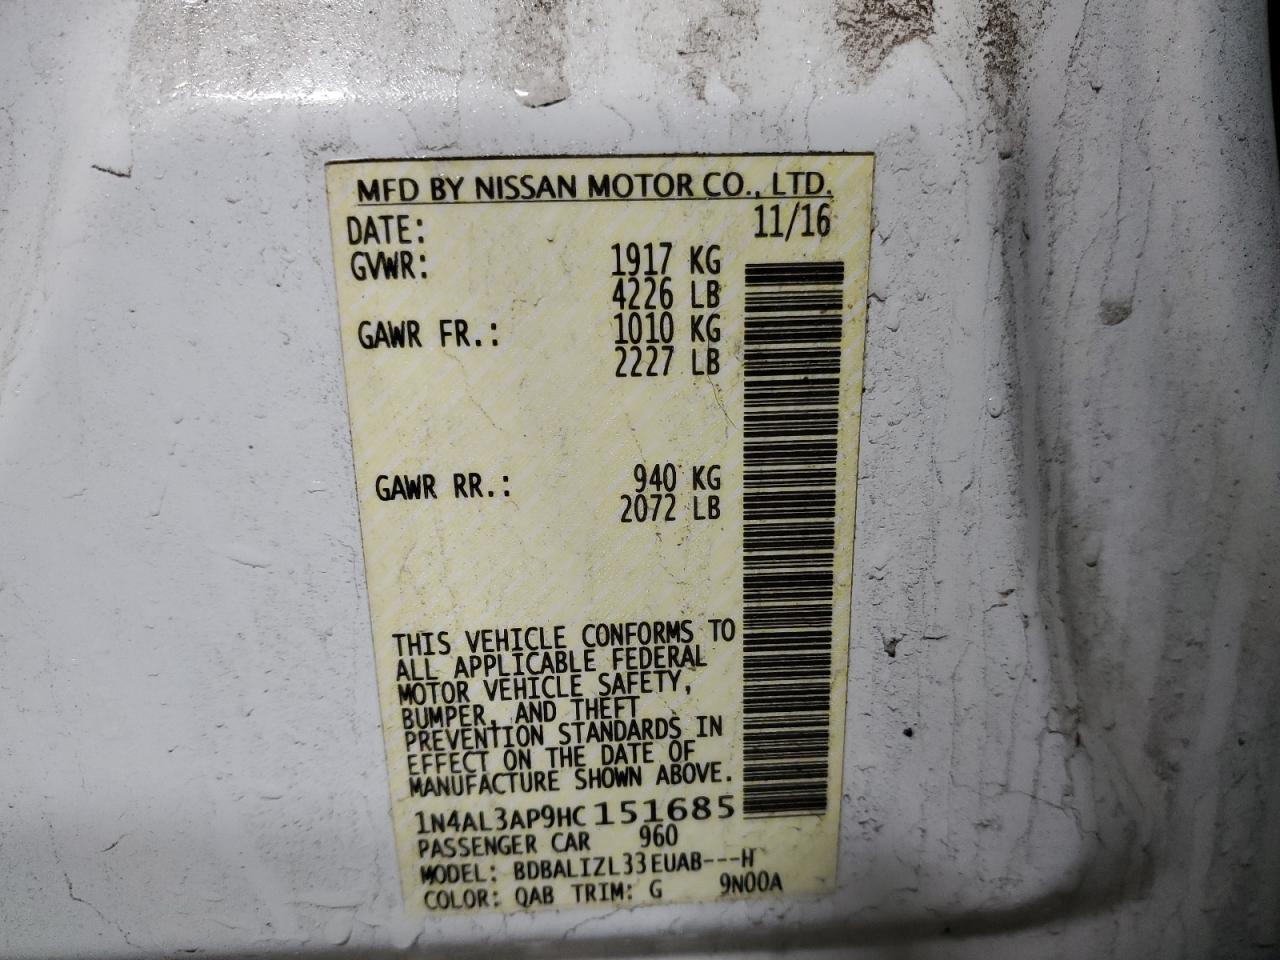 MFD BY NISSAN MOTOR CO., LTD.
DATE: 11/16
GVWR: 1917 KG
4226 LB
GAWR FR.: 1010 KG
2227 LB
GAWR RR.: 940 KG
2072 LB
THIS VEHICLE CONFORMS TO
ALL APPLICABLE FEDERAL
MOTOR VEHICLE SAFETY,
BUMPER, AND THEFT
PREVENTION STANDARDS IN
EFFECT ON THE DATE OF
MANUFACTURE SHOWN ABOVE.
1N4AL3AP9HC151685
PASSENGER CAR 960
MODEL: BDBALIZL33EUAB---H
COLOR: QAB TRIM: G 9N00A